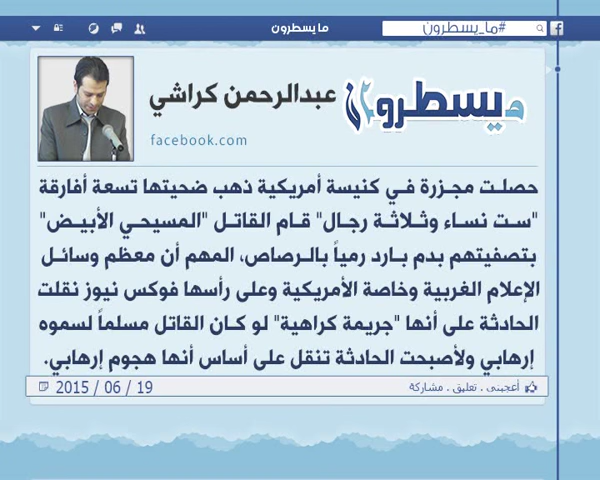 #ما_يسطرون
ما يسطرون
ما يسطرون
عبدالرحمن كراشي
facebook.com
حصلت مجزرة في كنيسة أمريكية ذهب ضحيتها تسعة أفارقة
"ست نساء وثلاثة رجال" قام القاتل "المسيحي الأبيض"
بتصفيتهم بدم بارد رمياً بالرصاص، المهم أن معظم وسائل
الإعلام الغربية وخاصة الأمريكية وعلى رأسها فوكس نيوز نقلت
الحادثة على أنها "جريمة كراهية" لو كان القاتل مسلماً لسموه
إرهابي ولأصبحت الحادثة تنقل على أساس أنها هجوم إرهابي.
أعجبني . تعليق . مشاركة
2015 / 06 / 19